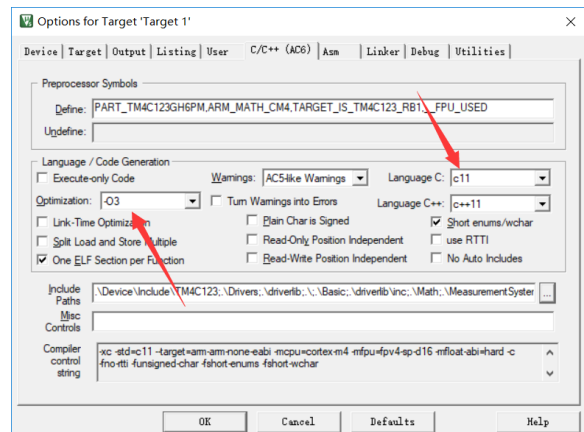 Options for Target 'Target 1'
Device Target Output Listing User C/C++ (AC6) Asm Linker Debug Utilities
Preprocessor Symbols
Define: PART_TM4C123GH6PM,ARM_MATH_CM4,TARGET_IS_TM4C123_RB1,__FPU_USED
Undefine:
Language / Code Generation
Execute-only Code Warnings: AC5-like Warnings Language C: c11
Optimization: -O3 Turn Warnings into Errors Language C++: c++11
Link-Time Optimization Plain Char is Signed Short enums/wchar
Split Load and Store Multiple Read-Only Position Independent use RTTI
One ELF Section per Function Read-Write Position Independent No Auto Includes
Include Paths .\Device\Include\TM4C123;.\Drivers;.\driverlib;.\;.\Basic;.\driverlib\inc;.\Math;.\MeasurementSystem ...
Misc Controls
Compiler control string -xc -std=c11 --target=arm-arm-none-eabi -mcpu=cortex-m4 -mfpu=fpv4-sp-d16 -mfloat-abi=hard -c
-fno-rtti -funsigned-char -fshort-enums -fshort-wchar
OK Cancel Defaults Help